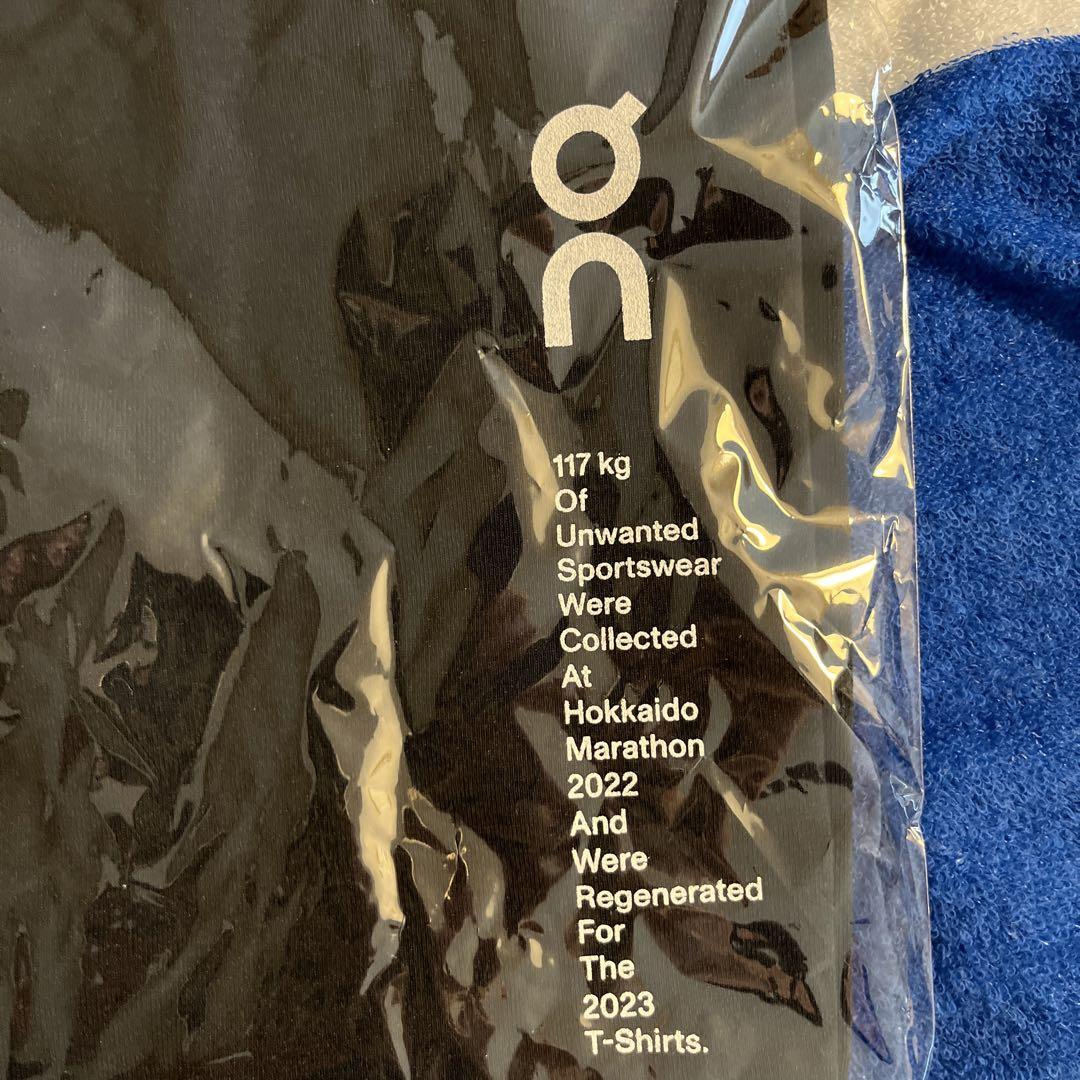 On
117 kg
Of
Unwanted
Sportswear
Were
Collected
At
Hokkaido
Marathon
2022
And
Were
Regenerated
For
The
2023
T-Shirts.